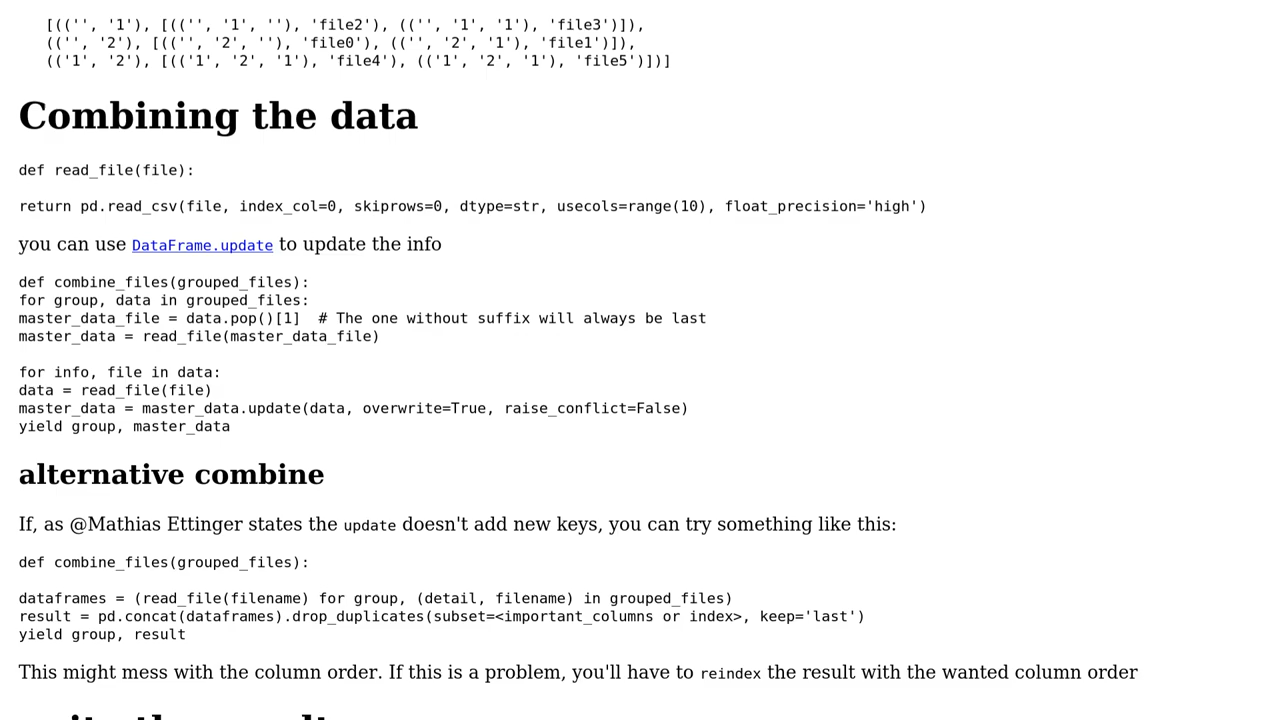 [(('', '1'), [(('', '1', ''), 'file2'), (('', '1', '1'), 'file3')]),
(('', '2'), [(('', '2', ''), 'file0'), (('', '2', '1'), 'file1')]),
(('1', '2'), [(('1', '2', '1'), 'file4'), (('1', '2', '1'), 'file5')])]
Combining the data
def read_file(file):
return pd.read_csv(file, index_col=0, skiprows=0, dtype=str, usecols=range(10), float_precision='high')
you can use DataFrame.update to update the info
def combine_files(grouped_files):
for group, data in grouped_files:
master_data_file = data.pop()[1]  # The one without suffix will always be last
master_data = read_file(master_data_file)
for info, file in data:
data = read_file(file)
master_data = master_data.update(data, overwrite=True, raise_conflict=False)
yield group, master_data
alternative combine
If, as @Mathias Ettinger states the update doesn't add new keys, you can try something like this:
def combine_files(grouped_files):
dataframes = (read_file(filename) for group, (detail, filename) in grouped_files)
result = pd.concat(dataframes).drop_duplicates(subset=<important_columns or index>, keep='last')
yield group, result
This might mess with the column order. If this is a problem, you'll have to reindex the result with the wanted column order